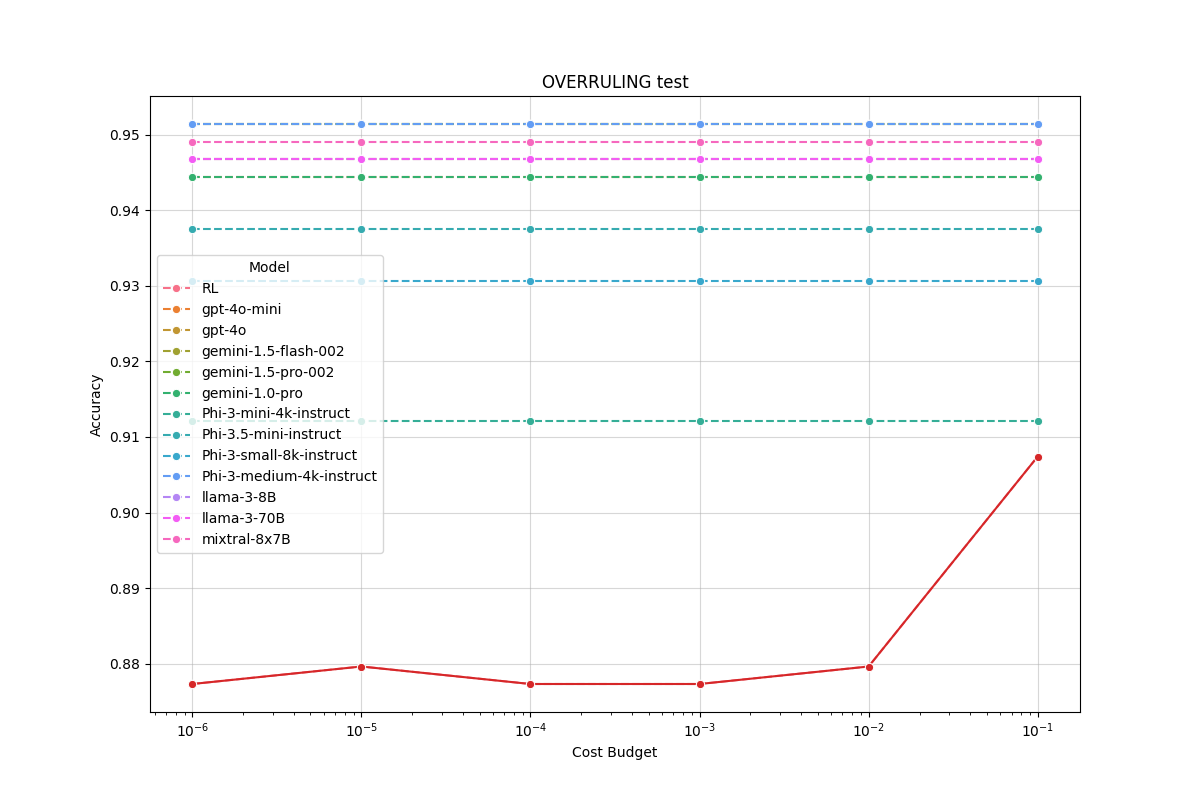 OVERRULING test
0.95
0.94
0.93
0.92
0.91
0.90
0.89
0.88
Accuracy
Model
RL
gpt-4o-mini
gpt-4o
gemini-1.5-flash-002
gemini-1.5-pro-002
gemini-1.0-pro
Phi-3-mini-4k-instruct
Phi-3.5-mini-instruct
Phi-3-small-8k-instruct
Phi-3-medium-4k-instruct
llama-3-8B
llama-3-70B
mixtral-8x7B
10⁻⁶ 10⁻⁵ 10⁻⁴ 10⁻³ 10⁻² 10⁻¹
Cost Budget